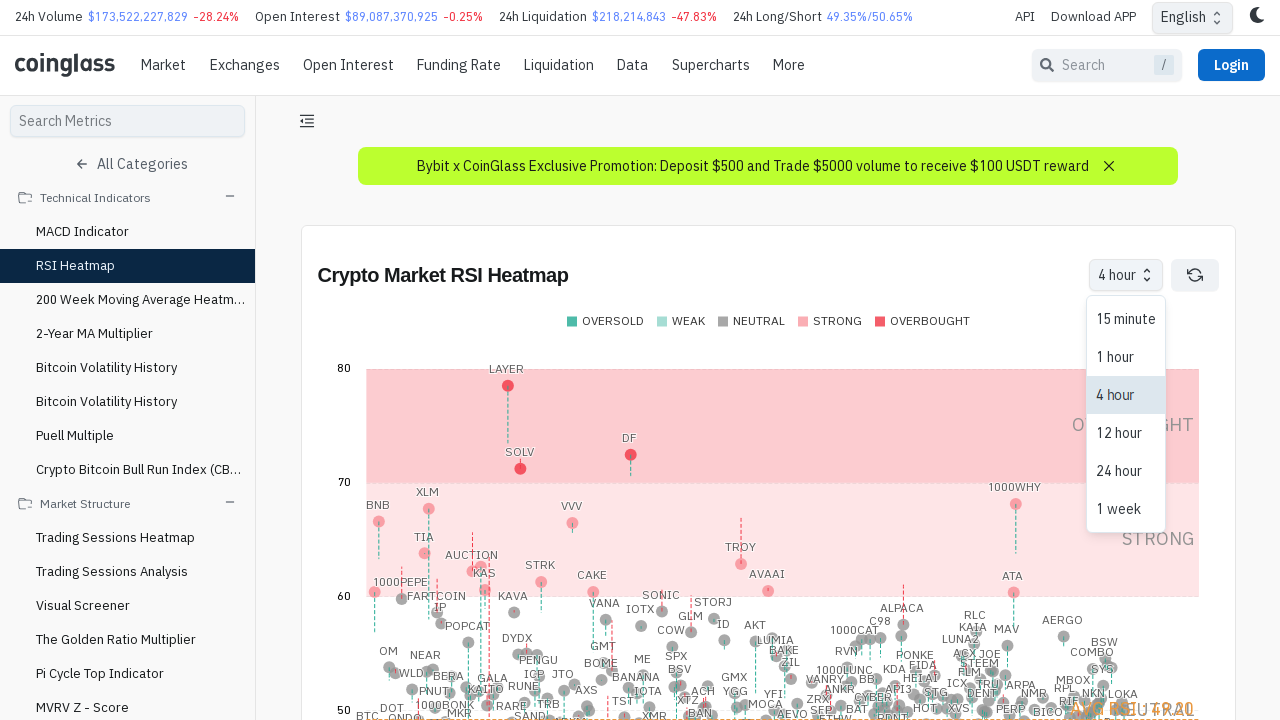 24h Volume $173,522,227,829 -28.24% Open Interest $89,087,370,925 -0.25% 24h Liquidation $218,214,843 -47.83% 24h Long/Short 49.35%/50.65% API Download APP English
coinglass Market Exchanges Open Interest Funding Rate Liquidation Data Supercharts More Search / Login
Search Metrics
All Categories
Technical Indicators
MACD Indicator
RSI Heatmap
200 Week Moving Average Heatm...
2-Year MA Multiplier
Bitcoin Volatility History
Bitcoin Volatility History
Puell Multiple
Crypto Bitcoin Bull Run Index (CB...
Market Structure
Trading Sessions Heatmap
Trading Sessions Analysis
Visual Screener
The Golden Ratio Multiplier
Pi Cycle Top Indicator
MVRV Z - Score
Bybit x CoinGlass Exclusive Promotion: Deposit $500 and Trade $5000 volume to receive $100 USDT reward
Crypto Market RSI Heatmap
4 hour
15 minute
1 hour
4 hour
12 hour
24 hour
1 week
OVERSOLD WEAK NEUTRAL STRONG OVERBOUGHT
80
LAYER
DF
SOLV
70
XLM
1000WHY
BNB
VVV
STRONG
TIA
TROY
AUCTION
STRK
KAS
CAKE
AVAAI
ATA
1000PEPE
60
FARTCOIN
KAVA
SONIC
IP
VANA
STORJ
IOTX
ALPACA
GLM
RLC
C98
AERGO
POPCAT
ID
AKT
KAIA
COW
1000CAT
MAV
DYDX
LUMIA
LUNA2
BSW
GMT
BAKE
RVN
COMBO
OM
NEAR
PENGU
BOME
ME
SPX
ZIL
PONKE
ACX
JOE
FIDA
STEEM
WLD
BERA
GALA
ICP
JTO
BANANA
BSV
GMX
VANRY
KDA
BB
HEI
FLM
SYS
PNUT
KAITO
RUNE
AXS
IOTA
ACH
YGG
YFI
ANKR
API3
STG
ICX
TRU
DENT
ARPA
NMR
MBOX
RPL
NKN
LOKA
1000BONK
RARE
TRB
TST
XTZ
MOCA
ZRX
HOT
XVS
RIF
50
SAND
BAN
AEVO
SEP
BAT
PERP
BICO
NEUTRAL